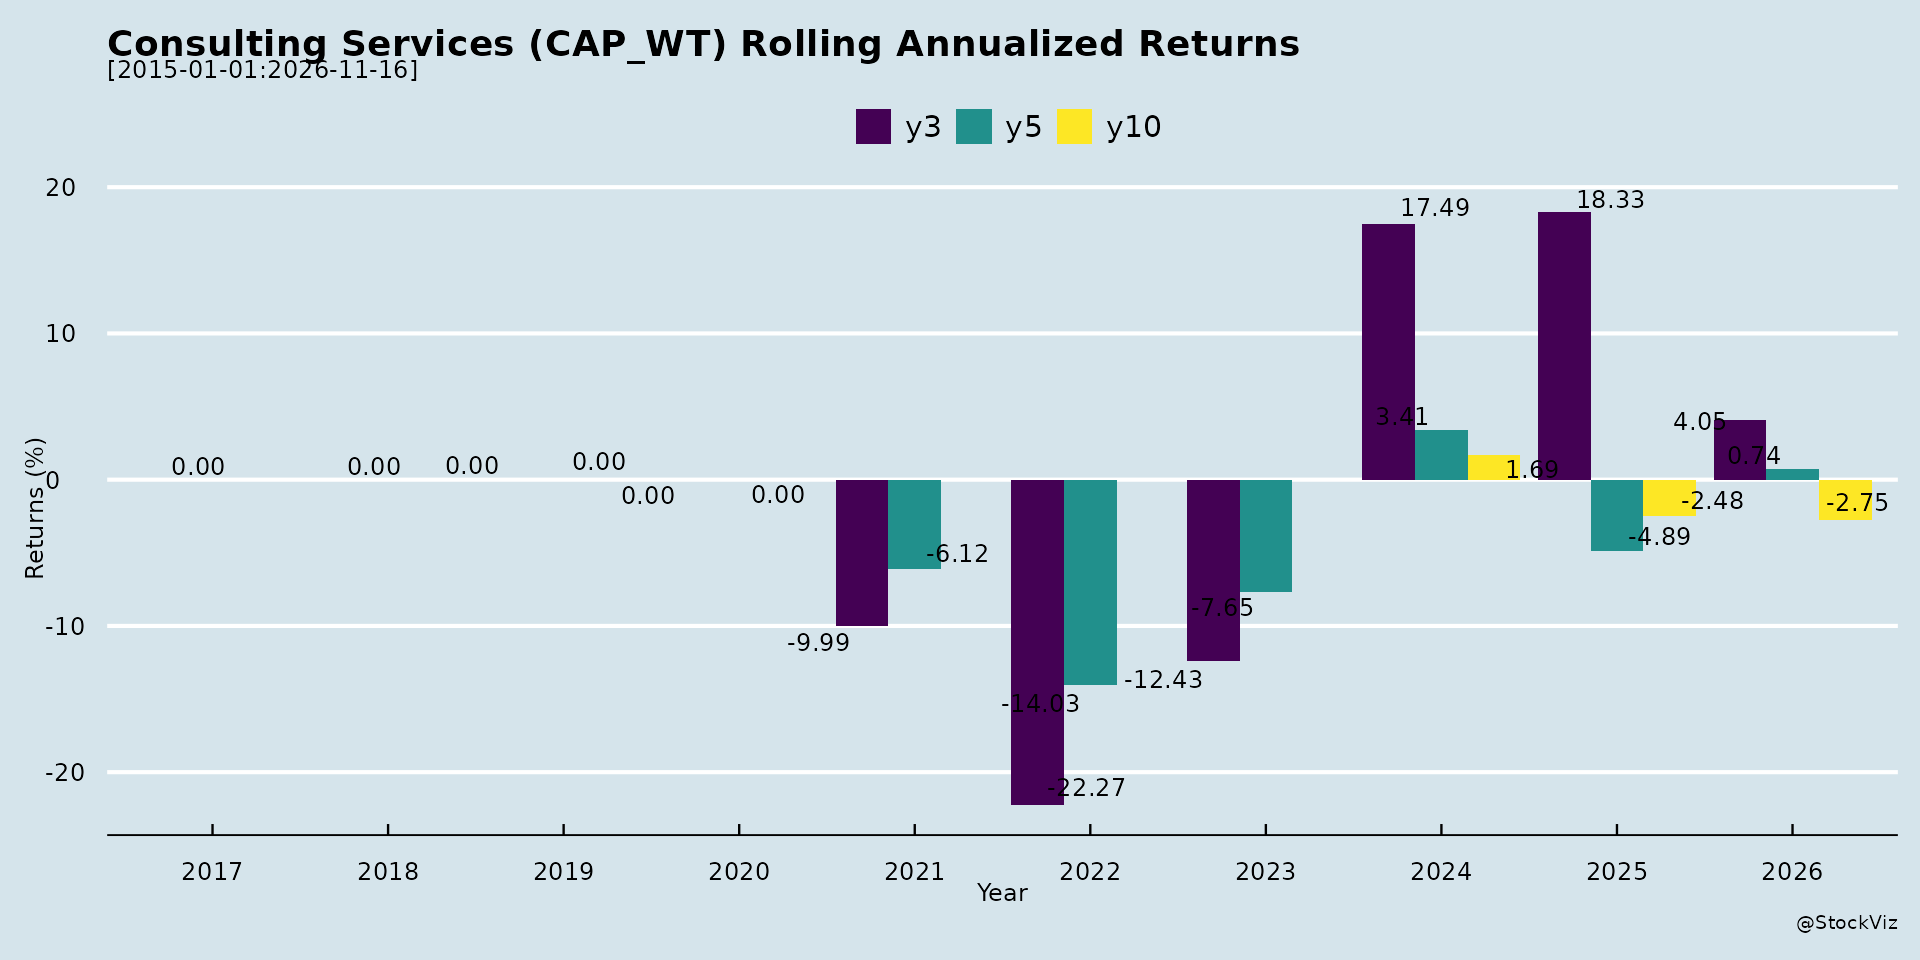 Consulting Services (CAP_WT) Rolling Annualized Returns
[2015-01-01:2026-11-16]
y3 y5 y10
20
10
0
-10
-20
Returns (%)
0.00 0.00 0.00 0.00 0.00 0.00
-9.99 -6.12
-22.27 -14.03
-12.43 -7.65
17.49 3.41 1.69
18.33 -4.89 -2.48
4.05 0.74 -2.75
2017 2018 2019 2020 2021 2022 2023 2024 2025 2026
Year
@StockViz